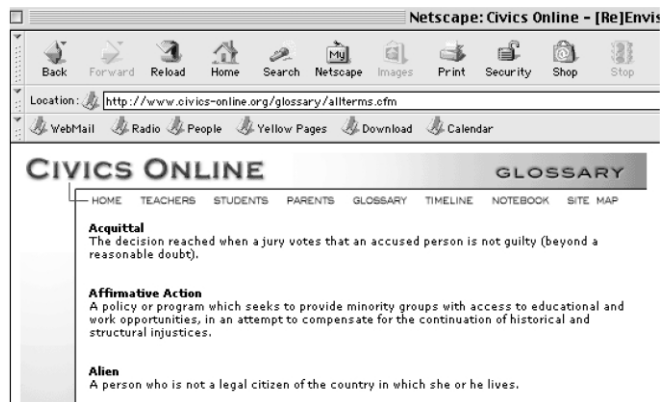 Netscape: Civics Online – [Re]Envis
My
Back Forward Reload Home Search Netscape Images Print Security Shop Stop
Location: http://www.civics-online.org/glossary/allterms.cfm
WebMail Radio People Yellow Pages Download Calendar
CIVICS ONLINE GLOSSARY
HOME TEACHERS STUDENTS PARENTS GLOSSARY TIMELINE NOTEBOOK SITE MAP
Acquittal
The decision reached when a jury votes that an accused person is not guilty (beyond a
reasonable doubt).
Affirmative Action
A policy or program which seeks to provide minority groups with access to educational and
work opportunities, in an attempt to compensate for the continuation of historical and
structural injustices.
Alien
A person who is not a legal citizen of the country in which she or he lives.